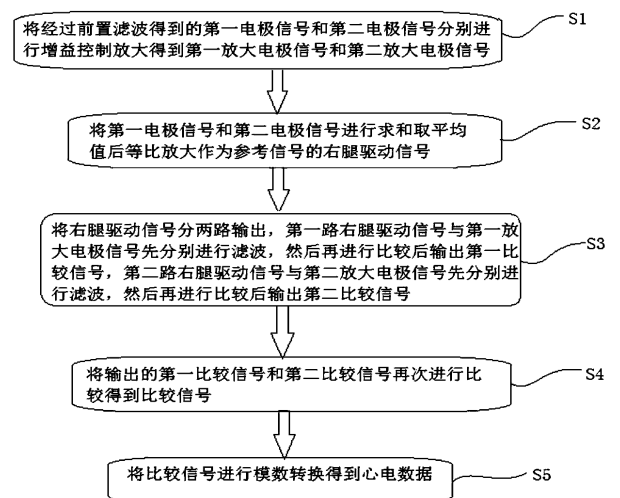 将经过前置滤波得到的第一电极信号和第二电极信号分别进
行增益控制放大得到第一放大电极信号和第二放大电极信号
S1
将第一电极信号和第二电极信号进行求和取平均
值后等比放大作为参考信号的右腿驱动信号
S2
将右腿驱动信号分两路输出，第一路右腿驱动信号与第一放
大电极信号先分别进行滤波，然后再进行比较后输出第一比
较信号，第二路右腿驱动信号与第二放大电极信号先分别进
行滤波，然后再进行比较后输出第二比较信号
S3
将输出的第一比较信号和第二比较信号再次进行比
较得到比较信号
S4
将比较信号进行模数转换得到心电数据
S5